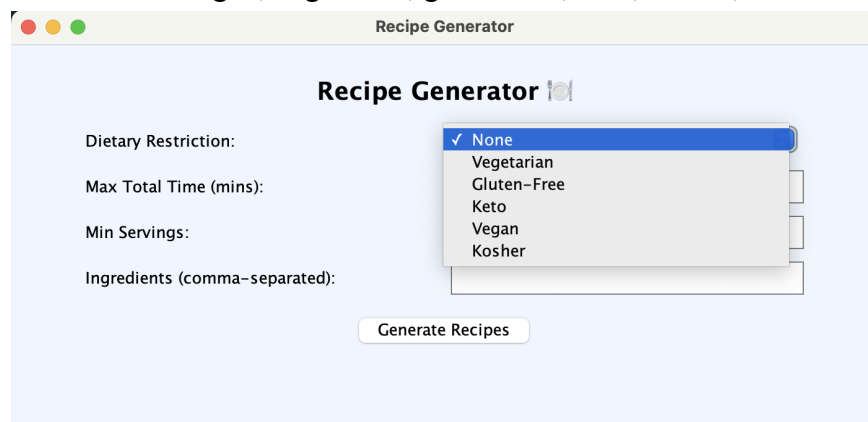 Recipe Generator
Recipe Generator 🍽️
Dietary Restriction:
✓ None
Vegetarian
Gluten-Free
Max Total Time (mins):
Keto
Min Servings:
Vegan
Kosher
Ingredients (comma-separated):
Generate Recipes